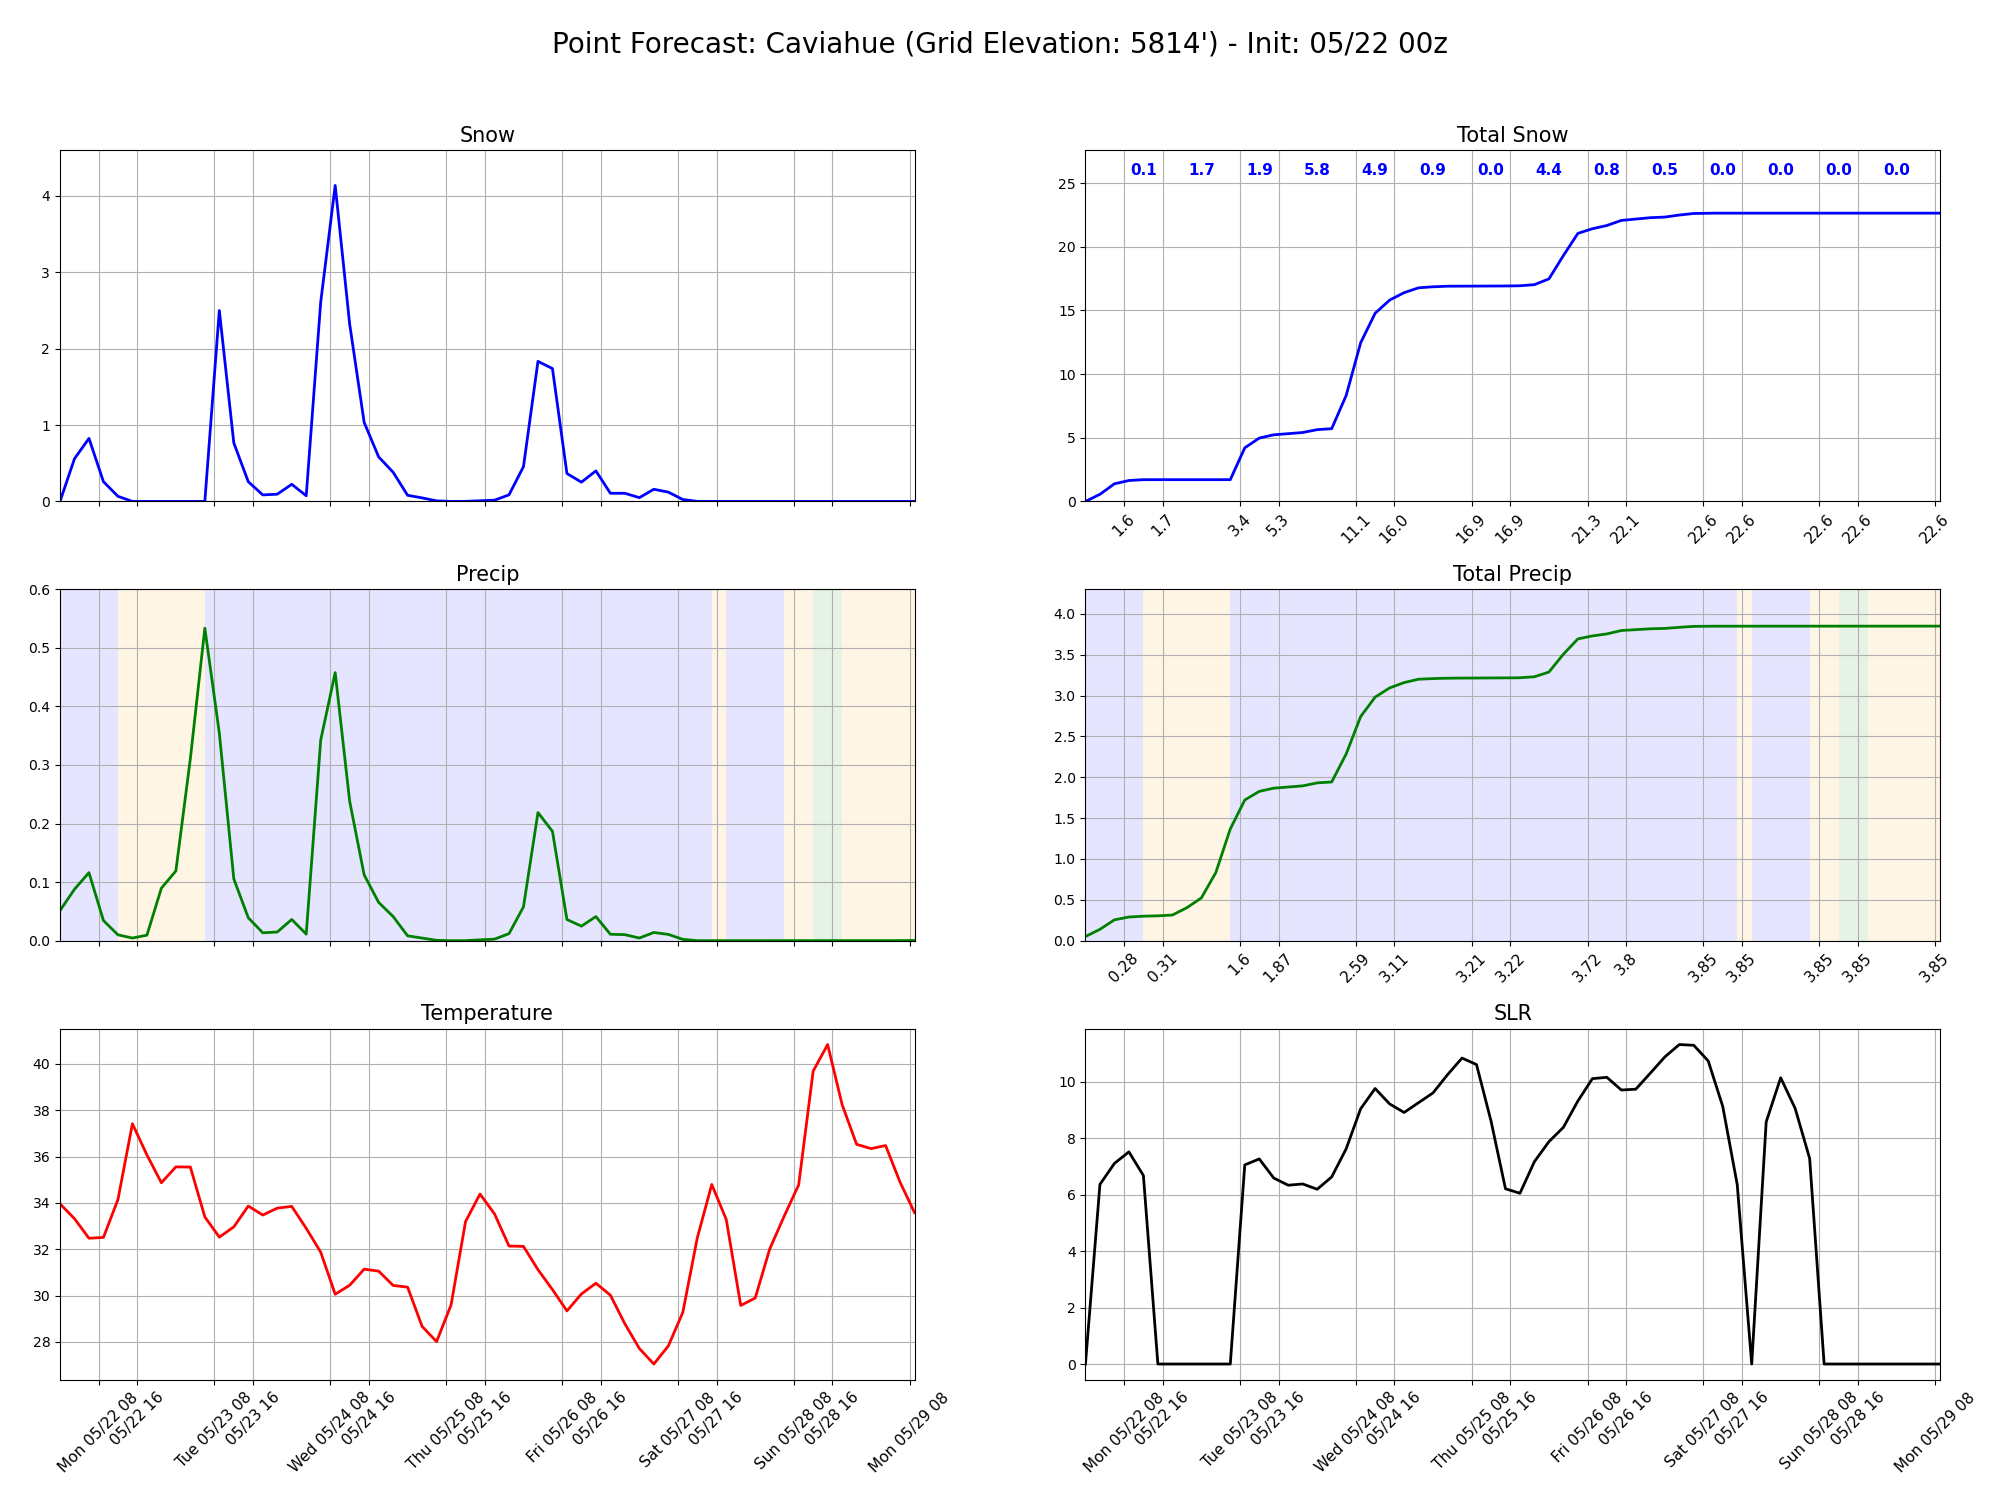 Point Forecast: Caviahue (Grid Elevation: 5814') - Init: 05/22 00z
Snow
4
3
2
1
0
Total Snow
0.1 1.7 1.9 5.8 4.9 0.9 0.0 4.4 0.8 0.5 0.0 0.0 0.0 0.0
25
20
15
10
5
0
1.6 1.7 3.4 5.3 11.1 16.0 16.9 16.9 21.3 22.1 22.6 22.6 22.6 22.6 22.6
Precip
0.6
0.5
0.4
0.3
0.2
0.1
0.0
Total Precip
4.0
3.5
3.0
2.5
2.0
1.5
1.0
0.5
0.0
0.28 0.31 1.6 1.87 2.59 3.11 3.21 3.22 3.72 3.8 3.85 3.85 3.85 3.85 3.85
Temperature
40
38
36
34
32
30
28
Mon 05/22 08
05/22 16
Tue 05/23 08
05/23 16
Wed 05/24 08
05/24 16
Thu 05/25 08
05/25 16
Fri 05/26 08
05/26 16
Sat 05/27 08
05/27 16
Sun 05/28 08
05/28 16
Mon 05/29 08
SLR
10
8
6
4
2
0
Mon 05/22 08
05/22 16
Tue 05/23 08
05/23 16
Wed 05/24 08
05/24 16
Thu 05/25 08
05/25 16
Fri 05/26 08
05/26 16
Sat 05/27 08
05/27 16
Sun 05/28 08
05/28 16
Mon 05/29 08